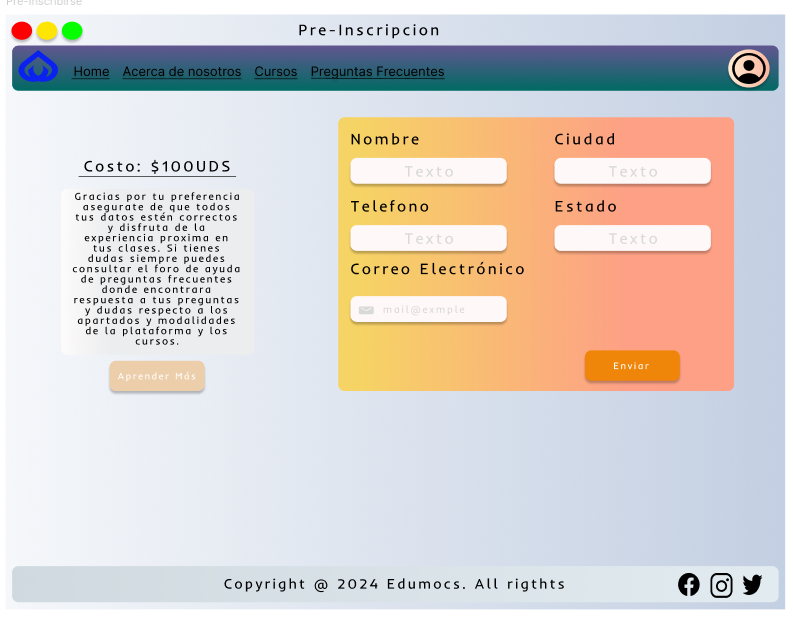 Pre-Inscribirse
Pre-Inscripcion
Home Acerca de nosotros Cursos Preguntas Frecuentes
Costo: $100UDS
Gracias por tu preferencia
asegurate de que todos
tus datos estén correctos
y disfruta de la
experiencia proxima en
tus clases. Si tienes
dudas siempre puedes
consultar el foro de ayuda
de preguntas frecuentes
donde encontrara
respuesta a tus preguntas
y dudas respecto a los
apartados y modalidades
de la plataforma y los
cursos.
Aprender Más
Nombre
Texto
Ciudad
Texto
Telefono
Texto
Estado
Texto
Correo Electrónico
mail@exmple
Enviar
Copyright @ 2024 Edumocs. All rigthts